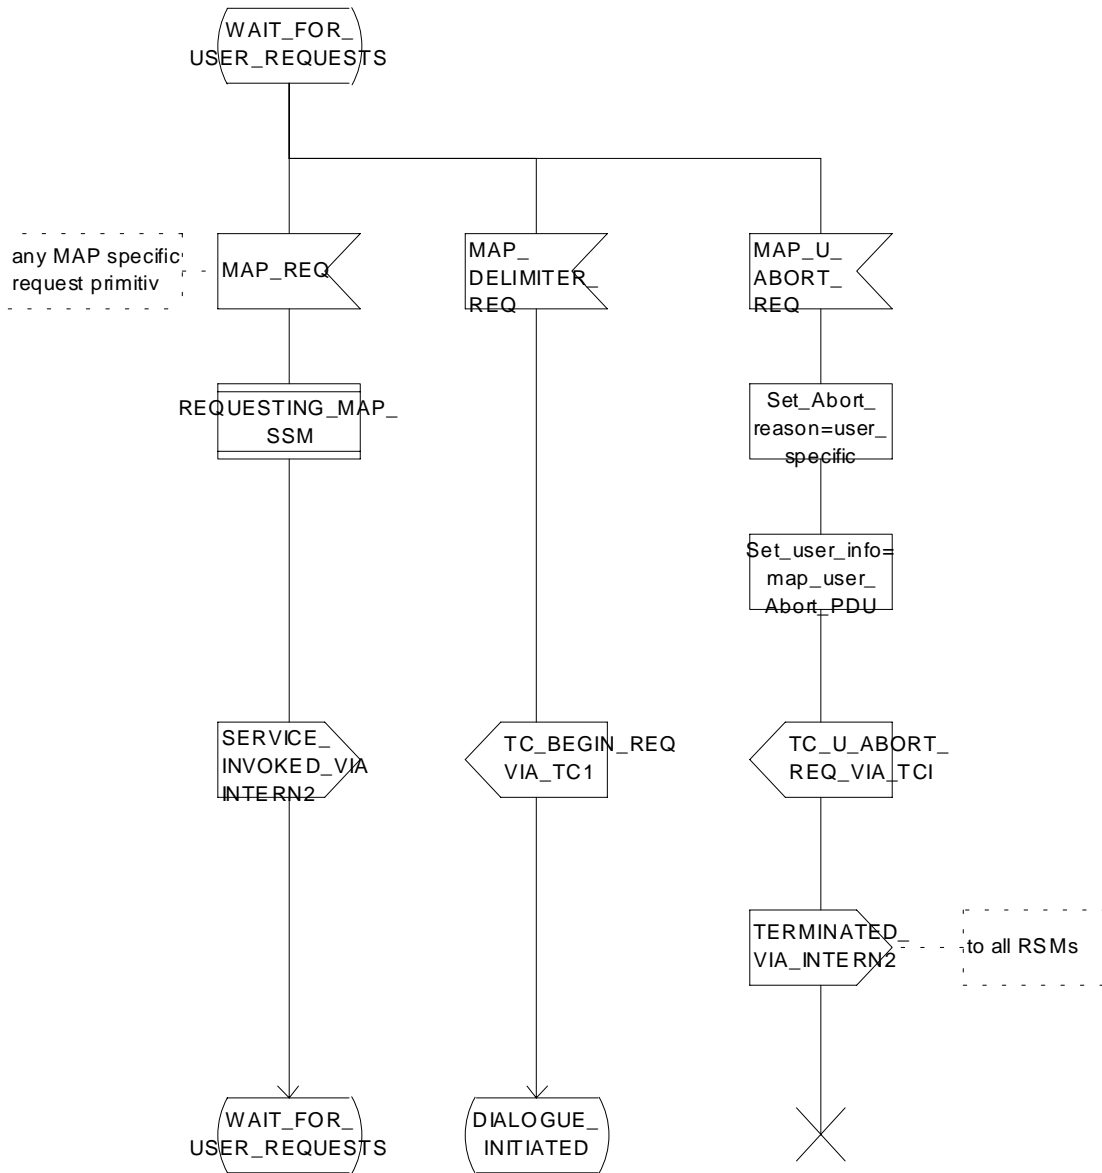 WAIT_FOR_
USER_REQUESTS
any MAP specific
request primitiv
MAP_REQ
MAP_
DELIMITER_
REQ
MAP_U_
ABORT_
REQ
REQUESTING_MAP_
SSM
Set_Abort_
reason=user_
specific
Set_user_info=
map_user_
Abort_PDU
SERVICE_
INVOKED_VIA
INTERN2
TC_BEGIN_REQ
VIA_TC1
TC_U_ABORT_
REQ_VIA_TCI
TERMINATED_
VIA_INTERN2
to all RSMs
WAIT_FOR_
USER_REQUESTS
DIALOGUE_
INITIATED